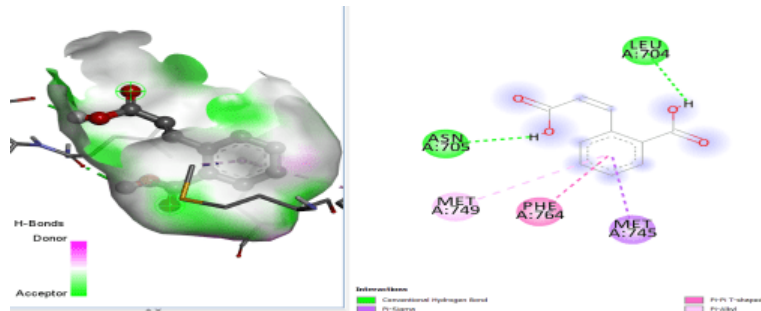 H-Bonds
Donor
Acceptor
LEU
A:704
O
H
O
O
O
H
O
ASN
A:705
MET
A:749
PHE
A:764
MET
A:745
Interactions
Conventional Hydrogen Bond
Pi-Sigma
Pi-Pi T-shaped
Pi-Alkyl